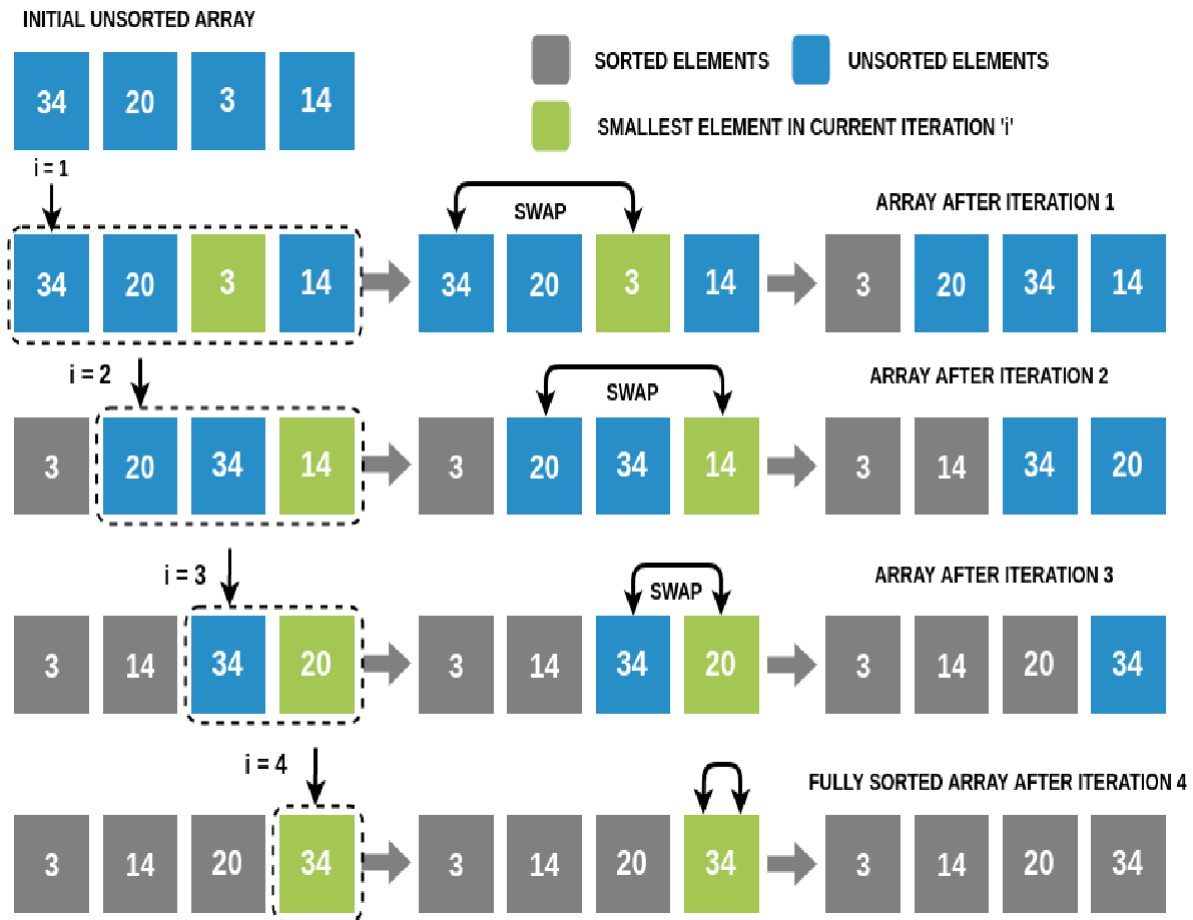 INITIAL UNSORTED ARRAY
SORTED ELEMENTS
UNSORTED ELEMENTS
34 20 3 14
SMALLEST ELEMENT IN CURRENT ITERATION 'i'
i = 1
SWAP
ARRAY AFTER ITERATION 1
34 20 3 14
34 20 3 14
3 20 34 14
i = 2
SWAP
ARRAY AFTER ITERATION 2
3 20 34 14
3 20 34 14
3 14 34 20
i = 3
SWAP
ARRAY AFTER ITERATION 3
3 14 34 20
3 14 34 20
3 14 20 34
i = 4
FULLY SORTED ARRAY AFTER ITERATION 4
3 14 20 34
3 14 20 34
3 14 20 34